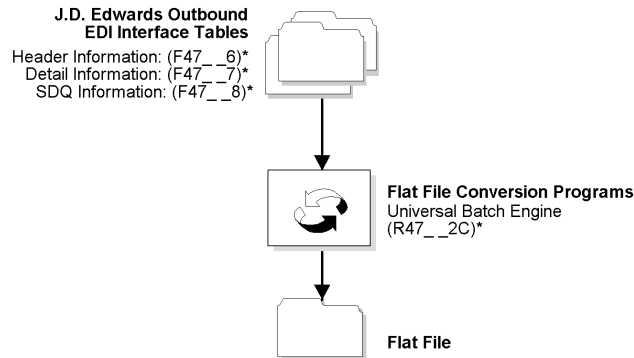 J.D. Edwards Outbound
EDI Interface Tables
Header Information: (F47_ _6)*
Detail Information: (F47_ _7)*
SDQ Information: (F47_ _8)*
Flat File Conversion Programs
Universal Batch Engine
(R47_ _2C)*
Flat File